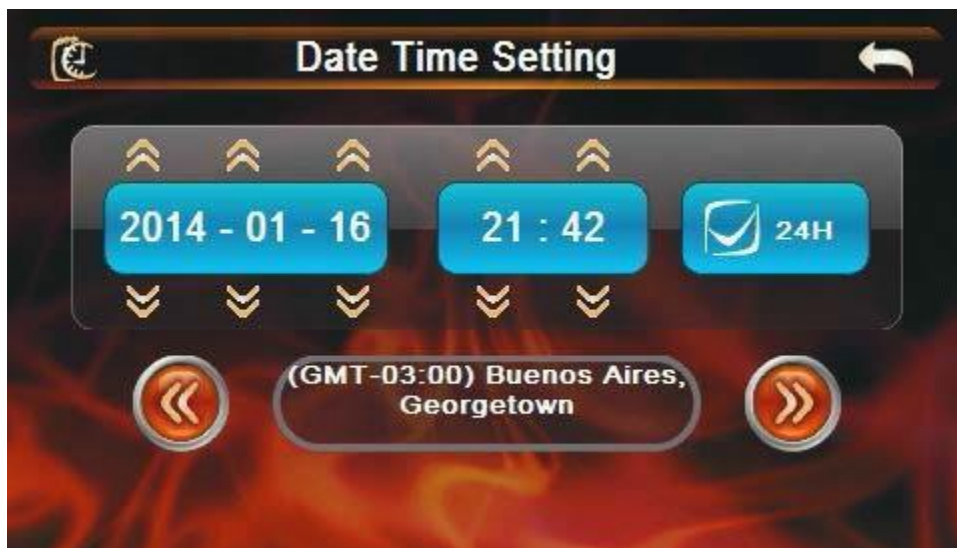 Date Time Setting
2014 - 01 - 16
21 : 42
24H
(GMT-03:00) Buenos Aires,
Georgetown